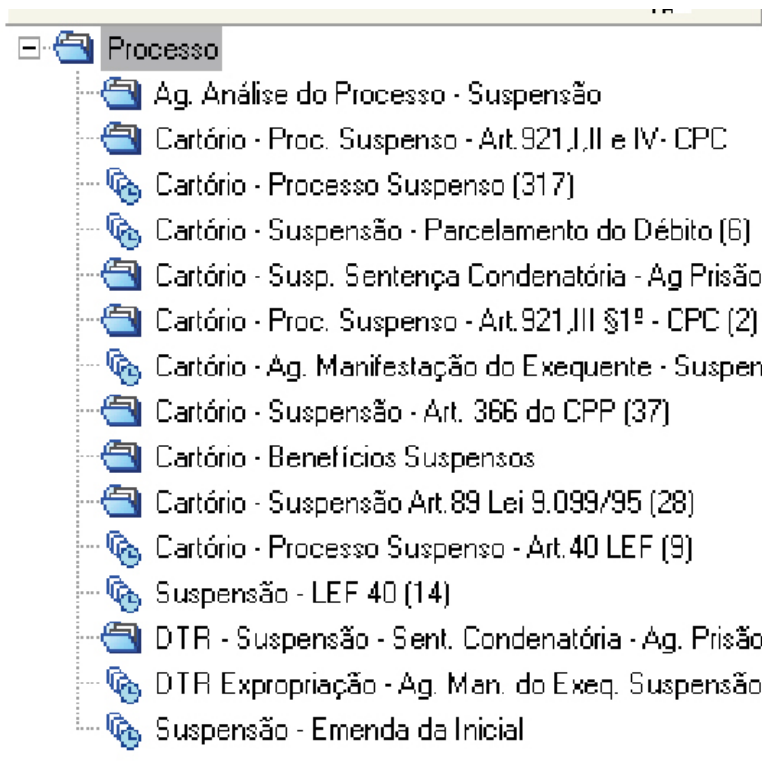 Processo
Ag. Análise do Processo - Suspensão
Cartório - Proc. Suspenso - Art.921,I,II e IV- CPC
Cartório - Processo Suspenso (317)
Cartório - Suspensão - Parcelamento do Débito (6)
Cartório - Susp. Sentença Condenatória - Ag Prisão
Cartório - Proc. Suspenso - Art.921,III §1º - CPC (2)
Cartório - Ag. Manifestação do Exequente - Suspen
Cartório - Suspensão - Art. 366 do CPP (37)
Cartório - Benefícios Suspensos
Cartório - Suspensão Art.89 Lei 9.099/95 (28)
Cartório - Processo Suspenso - Art.40 LEF (9)
Suspensão - LEF 40 (14)
DTR - Suspensão - Sent. Condenatória - Ag. Prisão
DTR Expropriação - Ag. Man. do Exeq. Suspensão
Suspensão - Emenda da Inicial